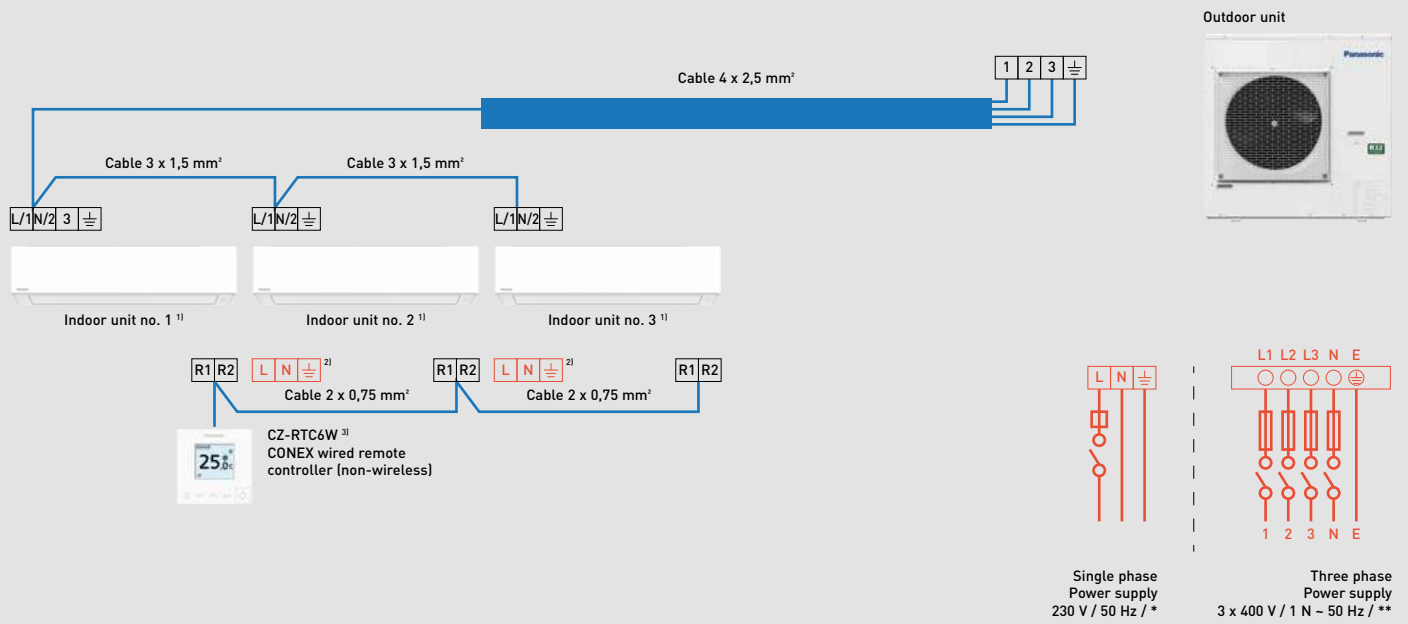 Outdoor unit
Panasonic
R32
Cable 4 x 2,5 mm²
1 2 3
Cable 3 x 1,5 mm²
Cable 3 x 1,5 mm²
L/1 N/2 3
L/1 N/2
L/1 N/2
Indoor unit no. 1 ¹⁾
Indoor unit no. 2 ¹⁾
Indoor unit no. 3 ¹⁾
R1 R2
L N ²⁾
R1 R2
L N ²⁾
R1 R2
Cable 2 x 0,75 mm²
Cable 2 x 0,75 mm²
CZ-RTC6W ³⁾
CONEX wired remote
controller (non-wireless)
25.0c
L N
L1 L2 L3 N E
1 2 3 N E
Single phase
Power supply
230 V / 50 Hz / *
Three phase
Power supply
3 x 400 V / 1 N ~ 50 Hz / **